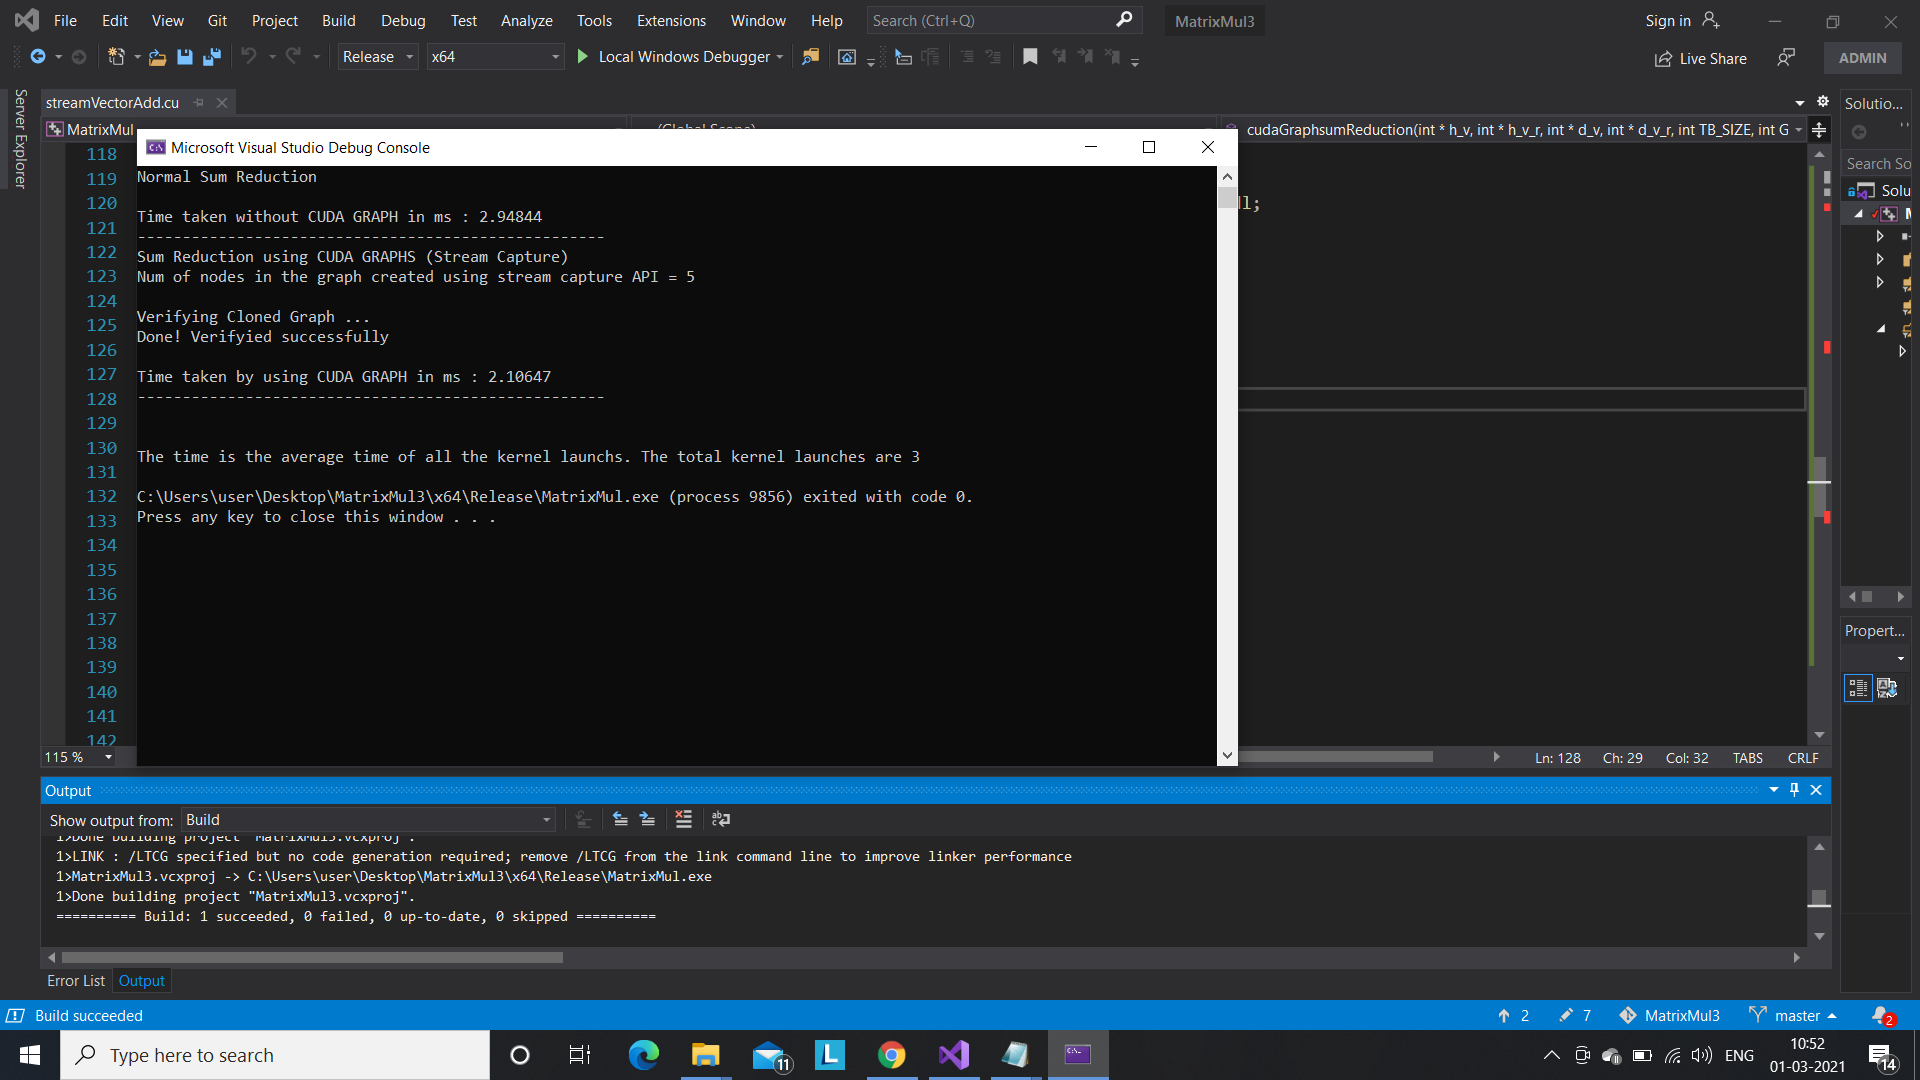 File Edit View Git Project Build Debug Test Analyze Tools Extensions Window Help Search (Ctrl+Q) MatrixMul3 Sign in
Release x64 Local Windows Debugger Live Share ADMIN
Server Explorer
streamVectorAdd.cu
Solutio...
MatrixMul
cudaGraphsumReduction(int * h_v, int * h_v_r, int * d_v, int * d_v_r, int TB_SIZE, int G
Microsoft Visual Studio Debug Console
Search So
Solu
118
119
120
121
122
123
124
125
126
127
128
129
130
131
132
133
134
135
136
137
138
139
140
141
142
Normal Sum Reduction
Time taken without CUDA GRAPH in ms : 2.94844
----------------------------------------------------
Sum Reduction using CUDA GRAPHS (Stream Capture)
Num of nodes in the graph created using stream capture API = 5
Verifying Cloned Graph ...
Done! Verifyied successfully
Time taken by using CUDA GRAPH in ms : 2.10647
----------------------------------------------------
The time is the average time of all the kernel launchs. The total kernel launches are 3
C:\Users\user\Desktop\MatrixMul3\x64\Release\MatrixMul.exe (process 9856) exited with code 0.
Press any key to close this window . . .
Propert...
115 % Ln: 128 Ch: 29 Col: 32 TABS CRLF
Output
Show output from: Build
1>Done building project "MatrixMul3.vcxproj".
1>LINK : /LTCG specified but no code generation required; remove /LTCG from the link command line to improve linker performance
1>MatrixMul3.vcxproj -> C:\Users\user\Desktop\MatrixMul3\x64\Release\MatrixMul.exe
1>Done building project "MatrixMul3.vcxproj".
========== Build: 1 succeeded, 0 failed, 0 up-to-date, 0 skipped ==========
Error List Output
Build succeeded 2 7 MatrixMul3 master 2
Type here to search 11 L ENG 10:52
01-03-2021 14